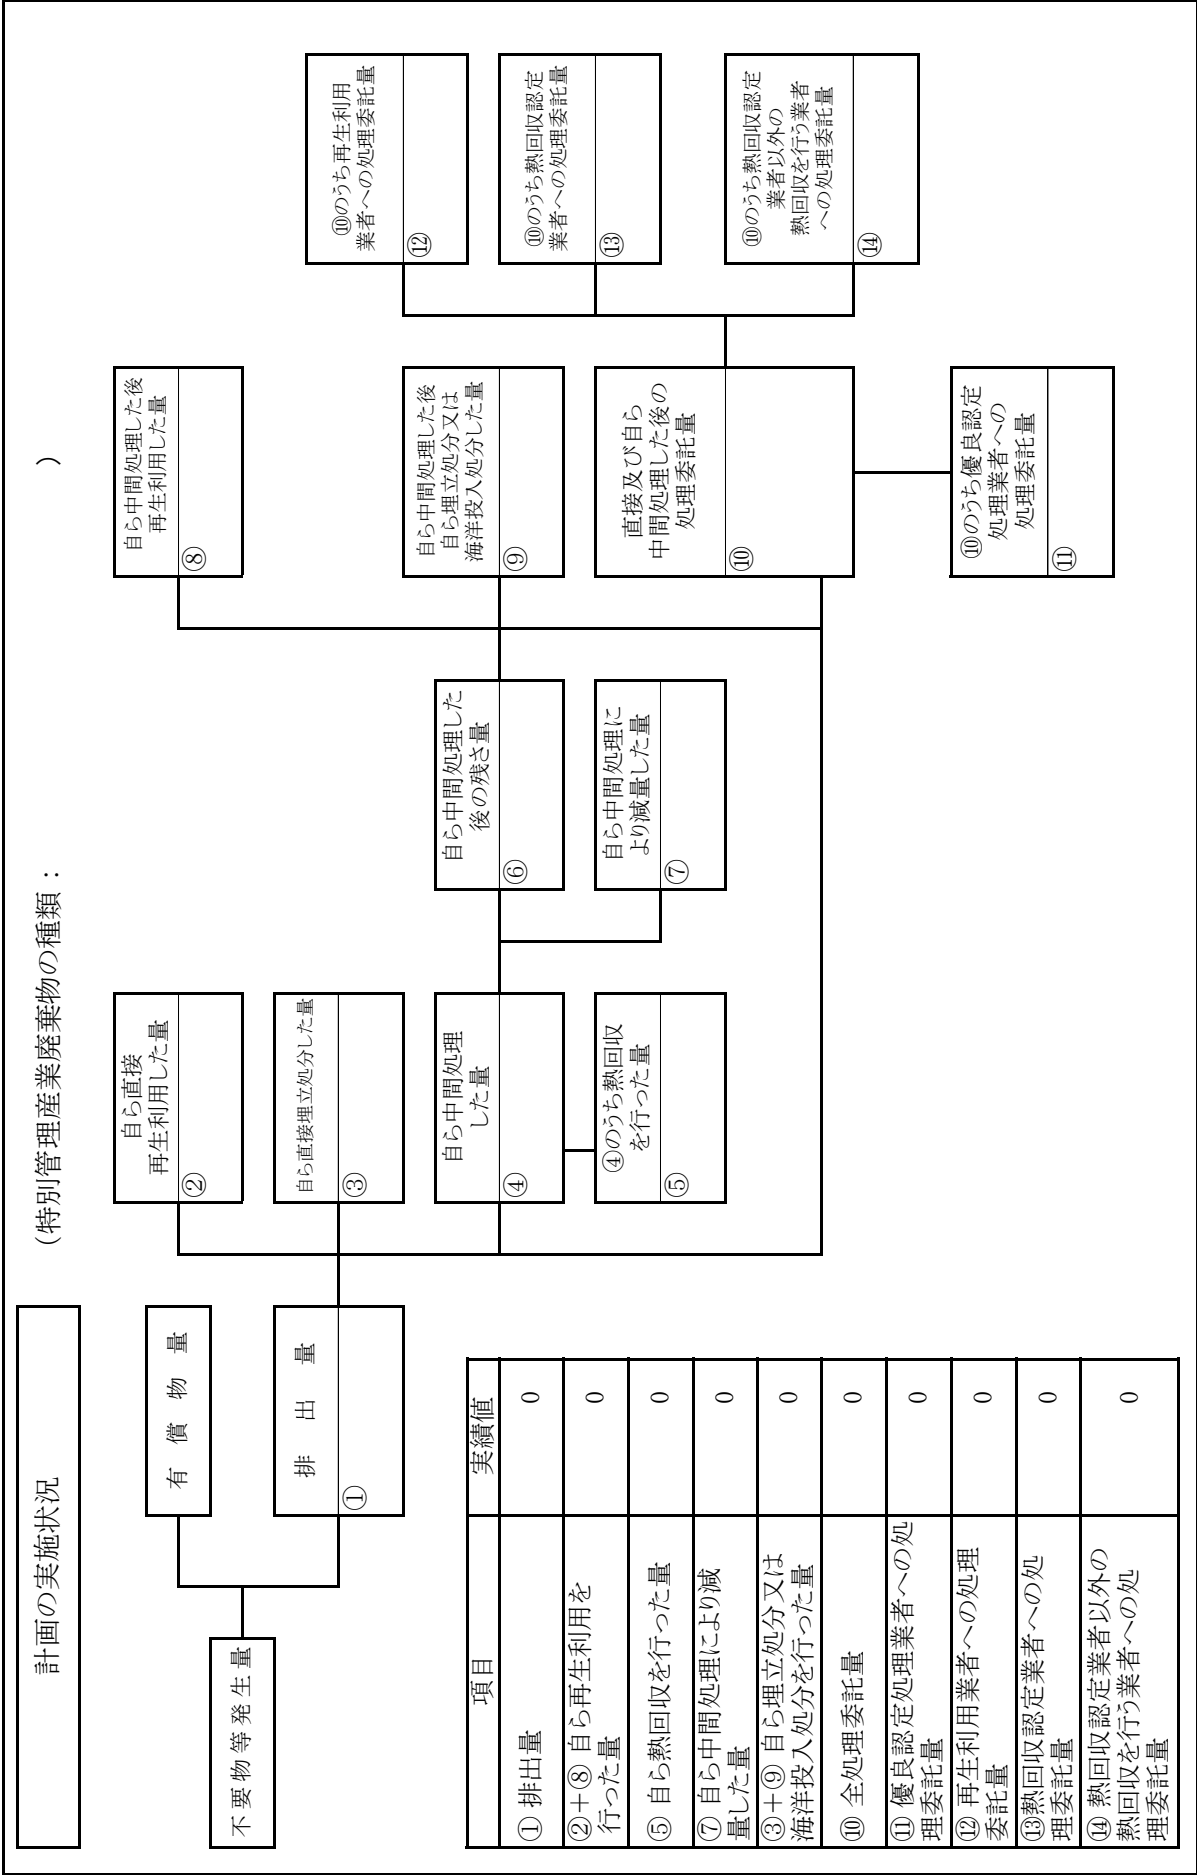 計画の実施状況
（特別管理産業廃棄物の種類：　　　　　　　　　　）
不要物等発生量
有償物量
排出量
①
自ら直接
再生利用した量
②
自ら直接埋立処分した量
③
自ら中間処理
した量
④
④のうち熱回収
を行った量
⑤
自ら中間処理した
後の残さ量
⑥
自ら中間処理に
より減量した量
⑦
自ら中間処理した後
再生利用した量
⑧
自ら中間処理した後
自ら埋立処分又は
海洋投入処分した量
⑨
直接及び自ら
中間処理した後の
処理委託量
⑩
⑩のうち優良認定
処理業者への
処理委託量
⑪
⑩のうち再生利用
業者への処理委託量
⑫
⑩のうち熱回収認定
業者への処理委託量
⑬
⑩のうち熱回収認定
業者以外の
熱回収を行う業者
への処理委託量
⑭
項目 実績値
① 排出量 0
②＋⑧ 自ら再生利用を
行った量 0
⑤ 自ら熱回収を行った量 0
⑦ 自ら中間処理により減
量した量 0
③＋⑨ 自ら埋立処分又は
海洋投入処分を行った量 0
⑩ 全処理委託量 0
⑪ 優良認定処理業者への処
理委託量 0
⑫ 再生利用業者への処理
委託量 0
⑬熱回収認定業者への処
理委託量 0
⑭ 熱回収認定業者以外の
熱回収を行う業者への処
理委託量 0